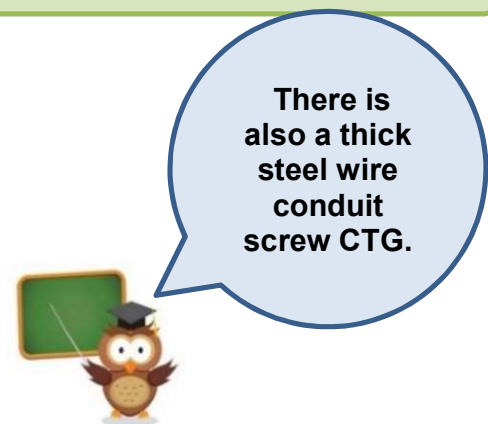 There is
also a thick
steel wire
conduit
screw CTG.